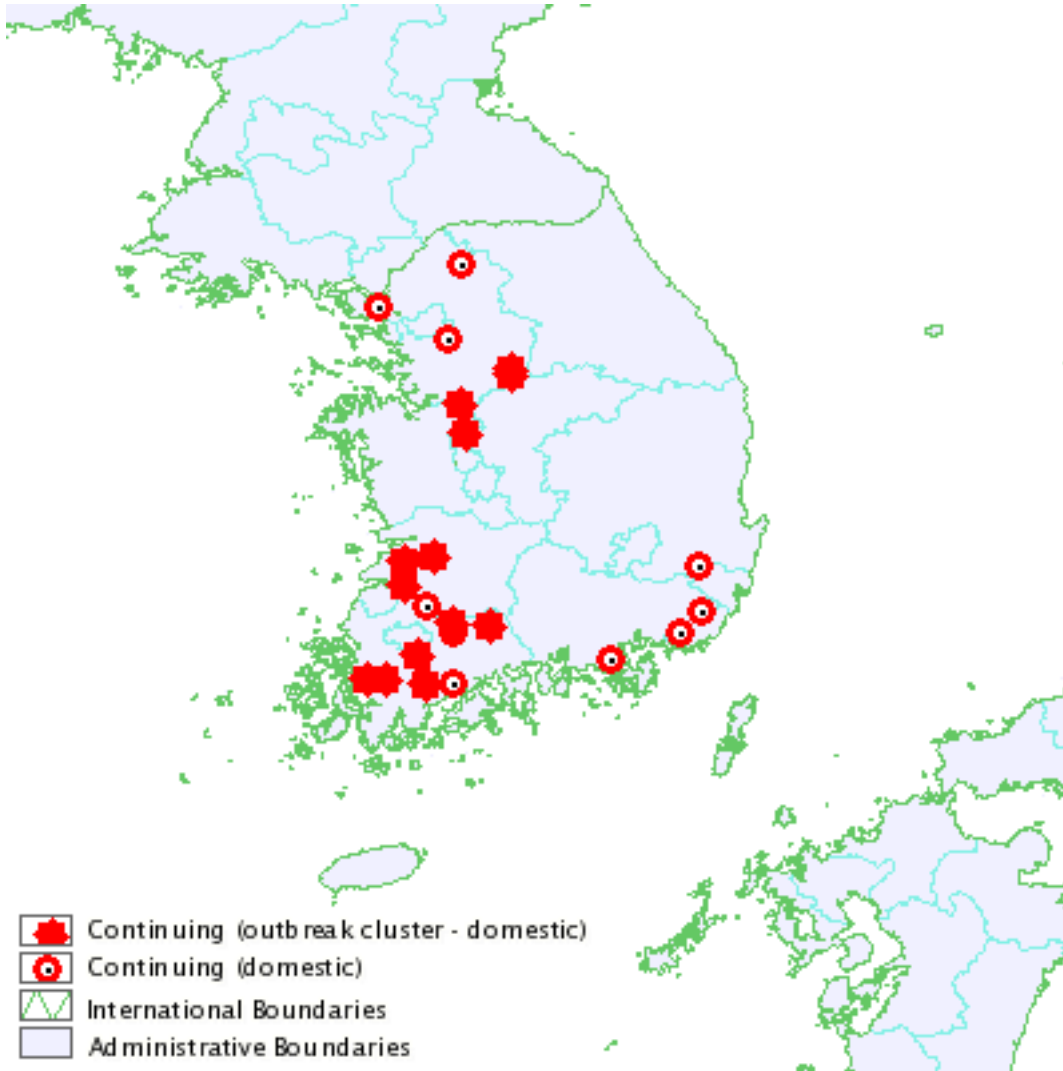 Continuing (outbreak cluster - domestic)
Continuing (domestic)
International Boundaries
Administrative Boundaries